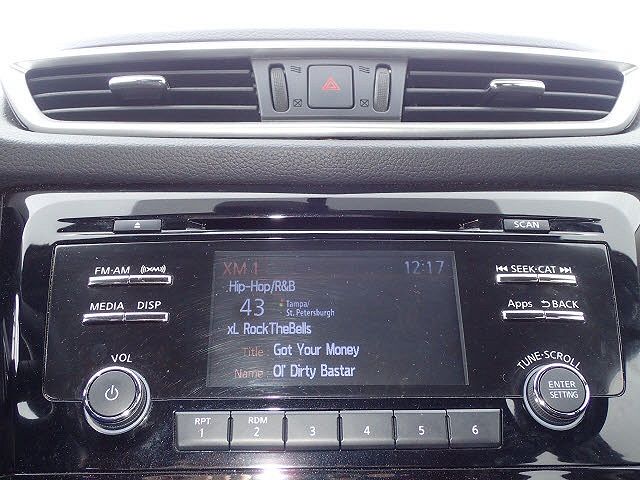 SCAN
FM·AM
(XM)
SEEK·CAT
MEDIA
DISP
Apps
BACK
XM 1
12:17
Hip-Hop/R&B
43
Tampa/
St. Petersburgh
xL RockTheBells
Title : Got Your Money
Name : Ol' Dirty Bastar
VOL
TUNE·SCROLL
ENTER
SETTING
RPT
1
RDM
2
3
4
5
6